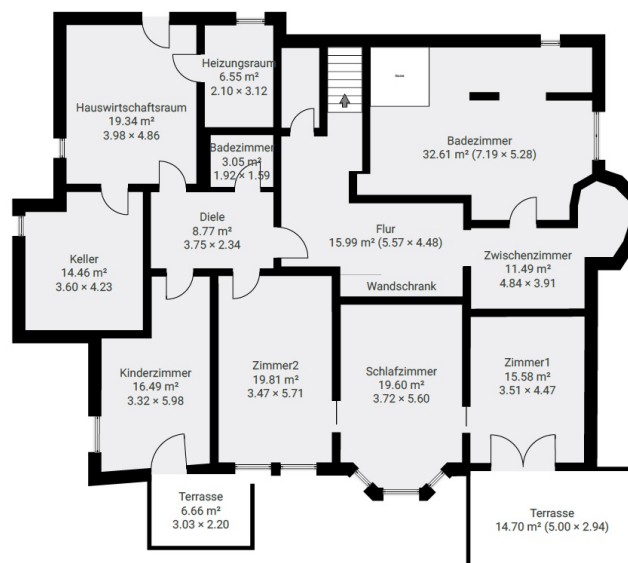 Heizungsraum
6.55 m²
2.10 × 3.12
Hauswirtschaftsraum
19.34 m²
3.98 × 4.86
Badezimmer
32.61 m² (7.19 × 5.28)
Badezimmer
3.05 m²
1.92 × 1.59
Diele
8.77 m²
3.75 × 2.34
Flur
15.99 m² (5.57 × 4.48)
Keller
14.46 m²
3.60 × 4.23
Zwischenzimmer
11.49 m²
4.84 × 3.91
Wandschrank
Kinderzimmer
16.49 m²
3.32 × 5.98
Zimmer2
19.81 m²
3.47 × 5.71
Schlafzimmer
19.60 m²
3.72 × 5.60
Zimmer1
15.58 m²
3.51 × 4.47
Terrasse
6.66 m²
3.03 × 2.20
Terrasse
14.70 m² (5.00 × 2.94)